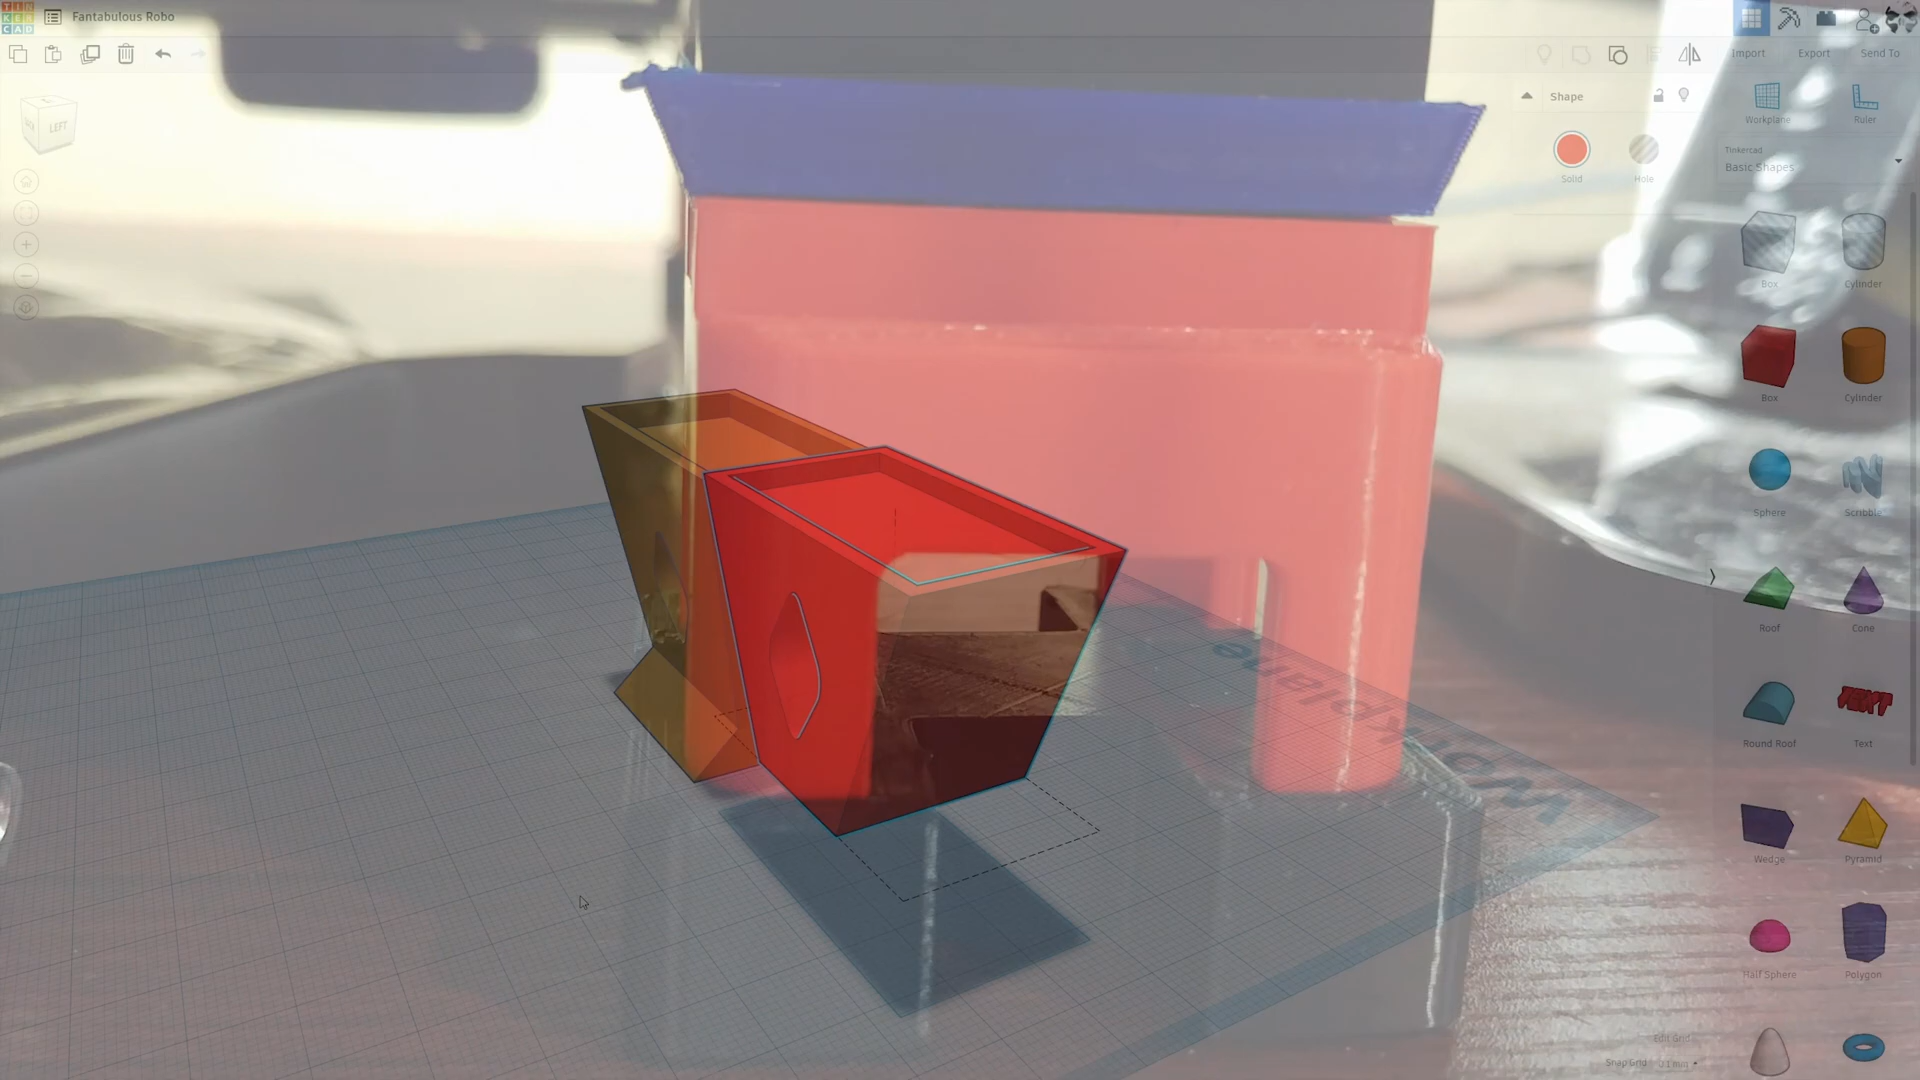 TIN
KER
CAD
Fantabulous Robo
Import
Export
Send To
LEFT
Shape
Workplane
Ruler
Tinkercad
Basic Shapes
Solid
Hole
Box
Cylinder
Box
Cylinder
Sphere
Scribble
Roof
Cone
Workplane
TEXT
Round Roof
Text
Wedge
Pyramid
Half Sphere
Polygon
Edit Grid
Snap Grid